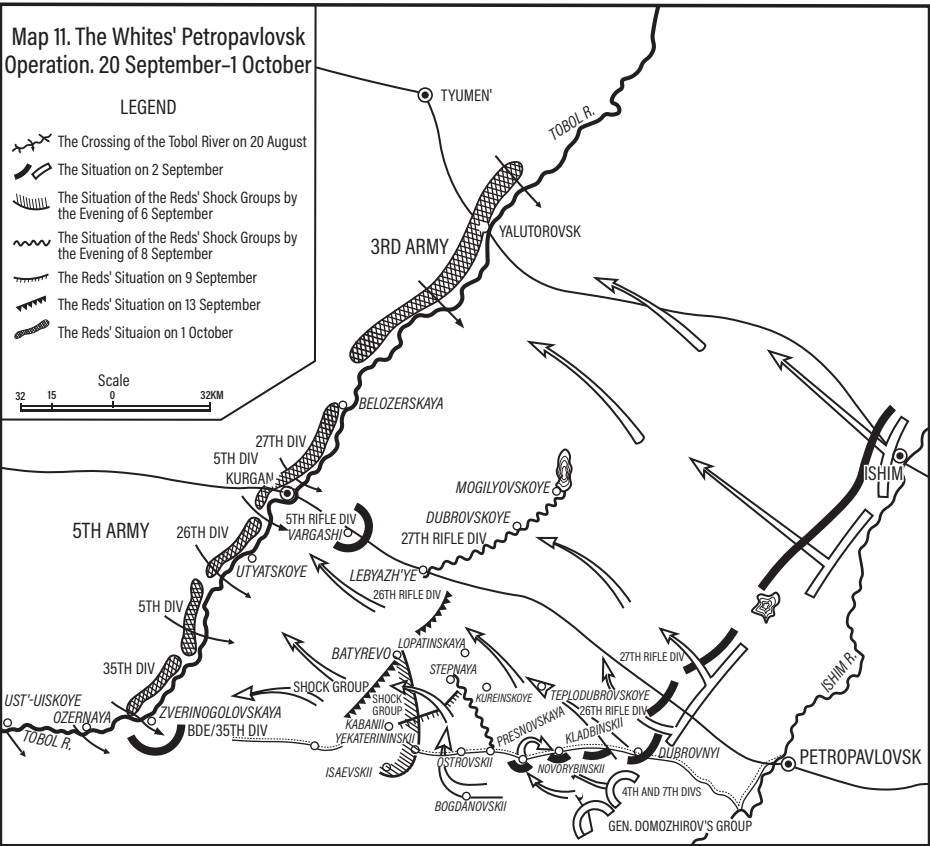 Map 11. The Whites' Petropavlovsk
Operation. 20 September–1 October
LEGEND
The Crossing of the Tobol River on 20 August
The Situation on 2 September
The Situation of the Reds' Shock Groups by
the Evening of 6 September
The Situation of the Reds' Shock Groups by
the Evening of 8 September
The Reds' Situation on 9 September
The Reds' Situation on 13 September
The Reds' Situaion on 1 October
Scale
32 15 0 32KM
TYUMEN'
TOBOL R.
YALUTOROVSK
3RD ARMY
BELOZERSKAYA
27TH DIV
5TH DIV
KURGAN
ISHIM
MOGILYOVSKOYE
5TH RIFLE DIV
VARGASHI
DUBROVSKOYE
27TH RIFLE DIV
5TH ARMY
26TH DIV
UTYATSKOYE
LEBYAZH'YE
26TH RIFLE DIV
5TH DIV
LOPATINSKAYA
BATYREVO
STEPNAYA
27TH RIFLE DIV
35TH DIV
SHOCK GROUP
SHOCK
GROUP
KUREINSKOYE
TEPLODUBROVSKOYE
26TH RIFLE DIV
ISHIM R.
UST'-UISKOYE
OZERNAYA
ZVERINOGOLOVSKAYA
BDE/35TH DIV
TOBOL R.
KABANII
YEKATERININSKII
PRESNOVSKAYA
KLADBINSKII
DUBROVNYI
PETROPAVLOVSK
ISAEVSKII
OSTROVSKII
NOVORYBINSKII
BOGDANOVSKII
4TH AND 7TH DIVS
GEN. DOMOZHIROV'S GROUP